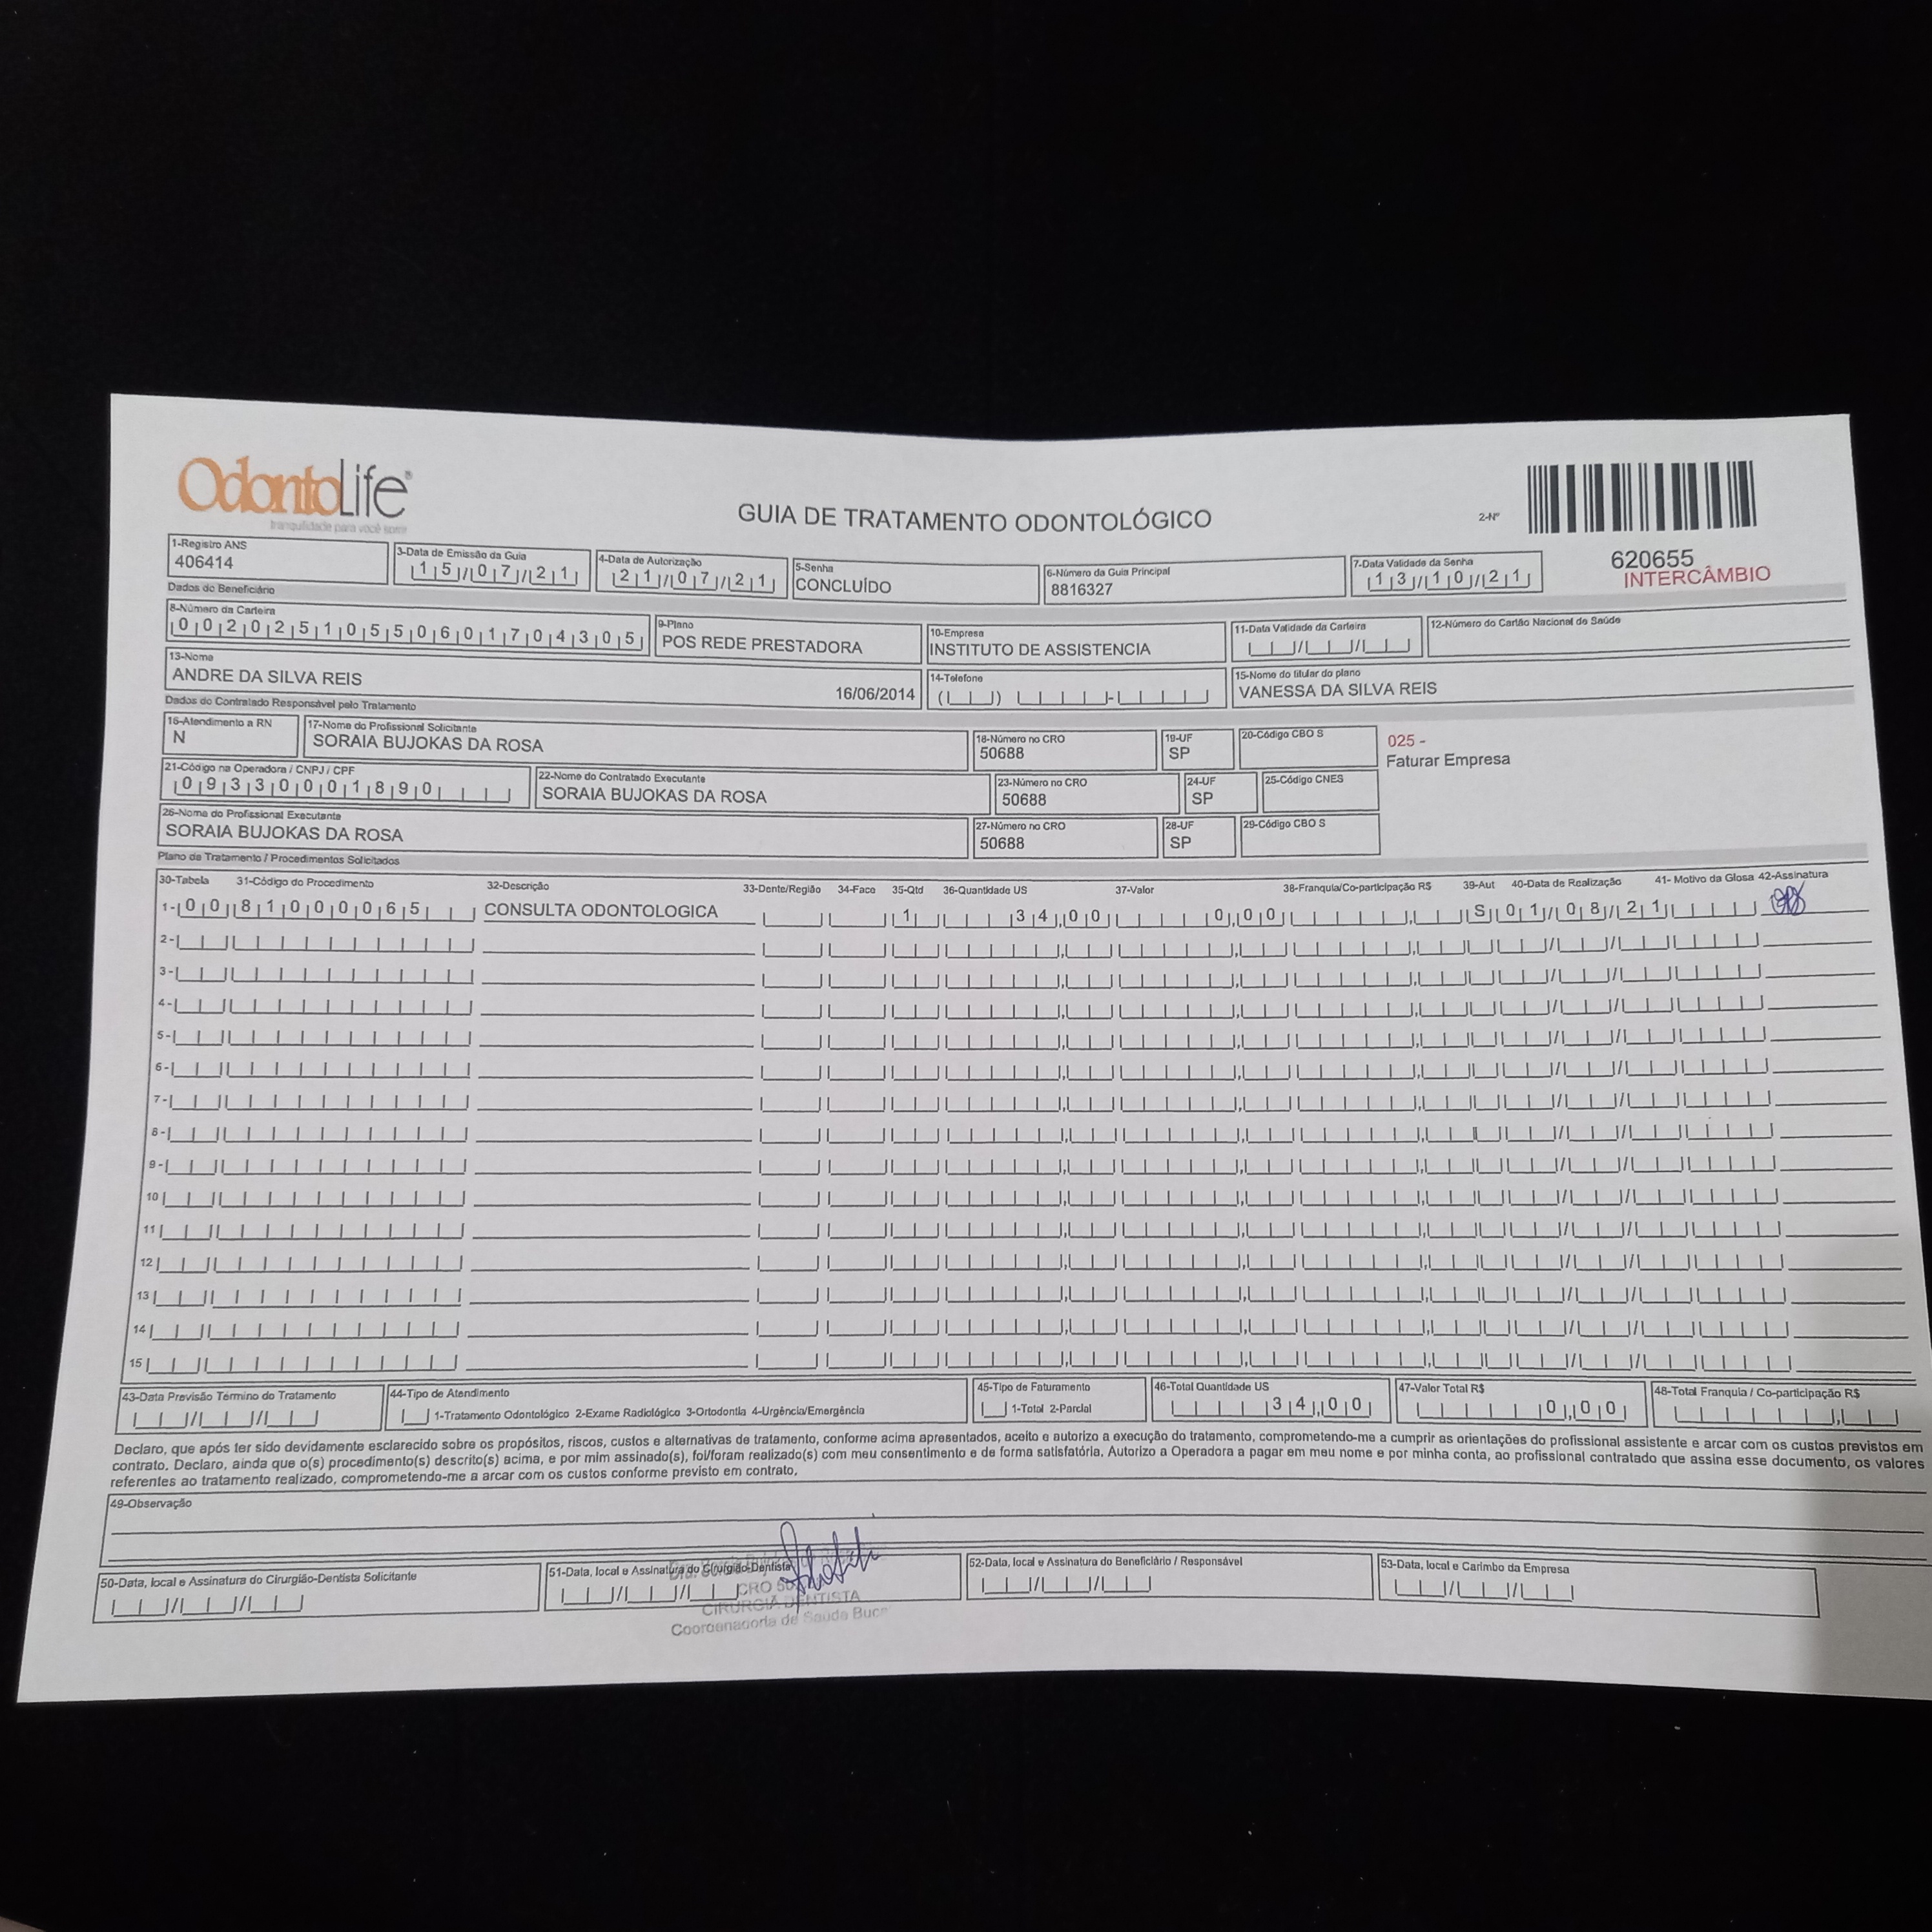 OdontoLife®
tranquilidade para você sorrir
GUIA DE TRATAMENTO ODONTOLÓGICO
2-Nº
620655
INTERCÂMBIO
1-Registro ANS
406414
3-Data de Emissão da Guia
15/07/21
4-Data de Autorização
21/07/21
5-Senha
CONCLUÍDO
6-Número da Guia Principal
8816327
7-Data Validade da Senha
13/10/21
Dados do Beneficiário
8-Número da Carteira
00202510550601704305
9-Plano
POS REDE PRESTADORA
10-Empresa
INSTITUTO DE ASSISTENCIA
11-Data Validade da Carteira
12-Número do Cartão Nacional de Saúde
13-Nome
ANDRE DA SILVA REIS
16/06/2014
14-Telefone
15-Nome do titular do plano
VANESSA DA SILVA REIS
Dados do Contratado Responsável pelo Tratamento
16-Atendimento a RN
N
17-Nome do Profissional Solicitante
SORAIA BUJOKAS DA ROSA
18-Número no CRO
50688
19-UF
SP
20-Código CBO S
025 -
Faturar Empresa
21-Código na Operadora / CNPJ / CPF
09330001890
22-Nome do Contratado Executante
SORAIA BUJOKAS DA ROSA
23-Número no CRO
50688
24-UF
SP
25-Código CNES
26-Nome do Profissional Executante
SORAIA BUJOKAS DA ROSA
27-Número no CRO
50688
28-UF
SP
29-Código CBO S
Plano de Tratamento / Procedimentos Solicitados
30-Tabela 31-Código do Procedimento 32-Descrição 33-Dente/Região 34-Face 35-Qtd 36-Quantidade US 37-Valor 38-Franquia/Co-participação R$ 39-Aut 40-Data de Realização 41- Motivo da Glosa 42-Assinatura
1- 00 81000065 CONSULTA ODONTOLOGICA 1 34,00 0,00 S 01/08/21
2-
3-
4-
5-
6-
7-
8-
9-
10
11
12
13
14
15
43-Data Previsão Término do Tratamento
44-Tipo de Atendimento
1-Tratamento Odontológico 2-Exame Radiológico 3-Ortodontia 4-Urgência/Emergência
45-Tipo de Faturamento
1-Total 2-Parcial
46-Total Quantidade US
34,00
47-Valor Total R$
0,00
48-Total Franquia / Co-participação R$
Declaro, que após ter sido devidamente esclarecido sobre os propósitos, riscos, custos e alternativas de tratamento, conforme acima apresentados, aceito e autorizo a execução do tratamento, comprometendo-me a cumprir as orientações do profissional assistente e arcar com os custos previstos em
contrato. Declaro, ainda que o(s) procedimento(s) descrito(s) acima, e por mim assinado(s), foi/foram realizado(s) com meu consentimento e de forma satisfatória. Autorizo a Operadora a pagar em meu nome e por minha conta, ao profissional contratado que assina esse documento, os valores
referentes ao tratamento realizado, comprometendo-me a arcar com os custos conforme previsto em contrato.
49-Observação
50-Data, local e Assinatura do Cirurgião-Dentista Solicitante
51-Data, local e Assinatura do Cirurgião-Dentista
CRO
CIRURGIÃ DENTISTA
Coordenadoria de Saúde Bucal
52-Data, local e Assinatura do Beneficiário / Responsável
53-Data, local e Carimbo da Empresa